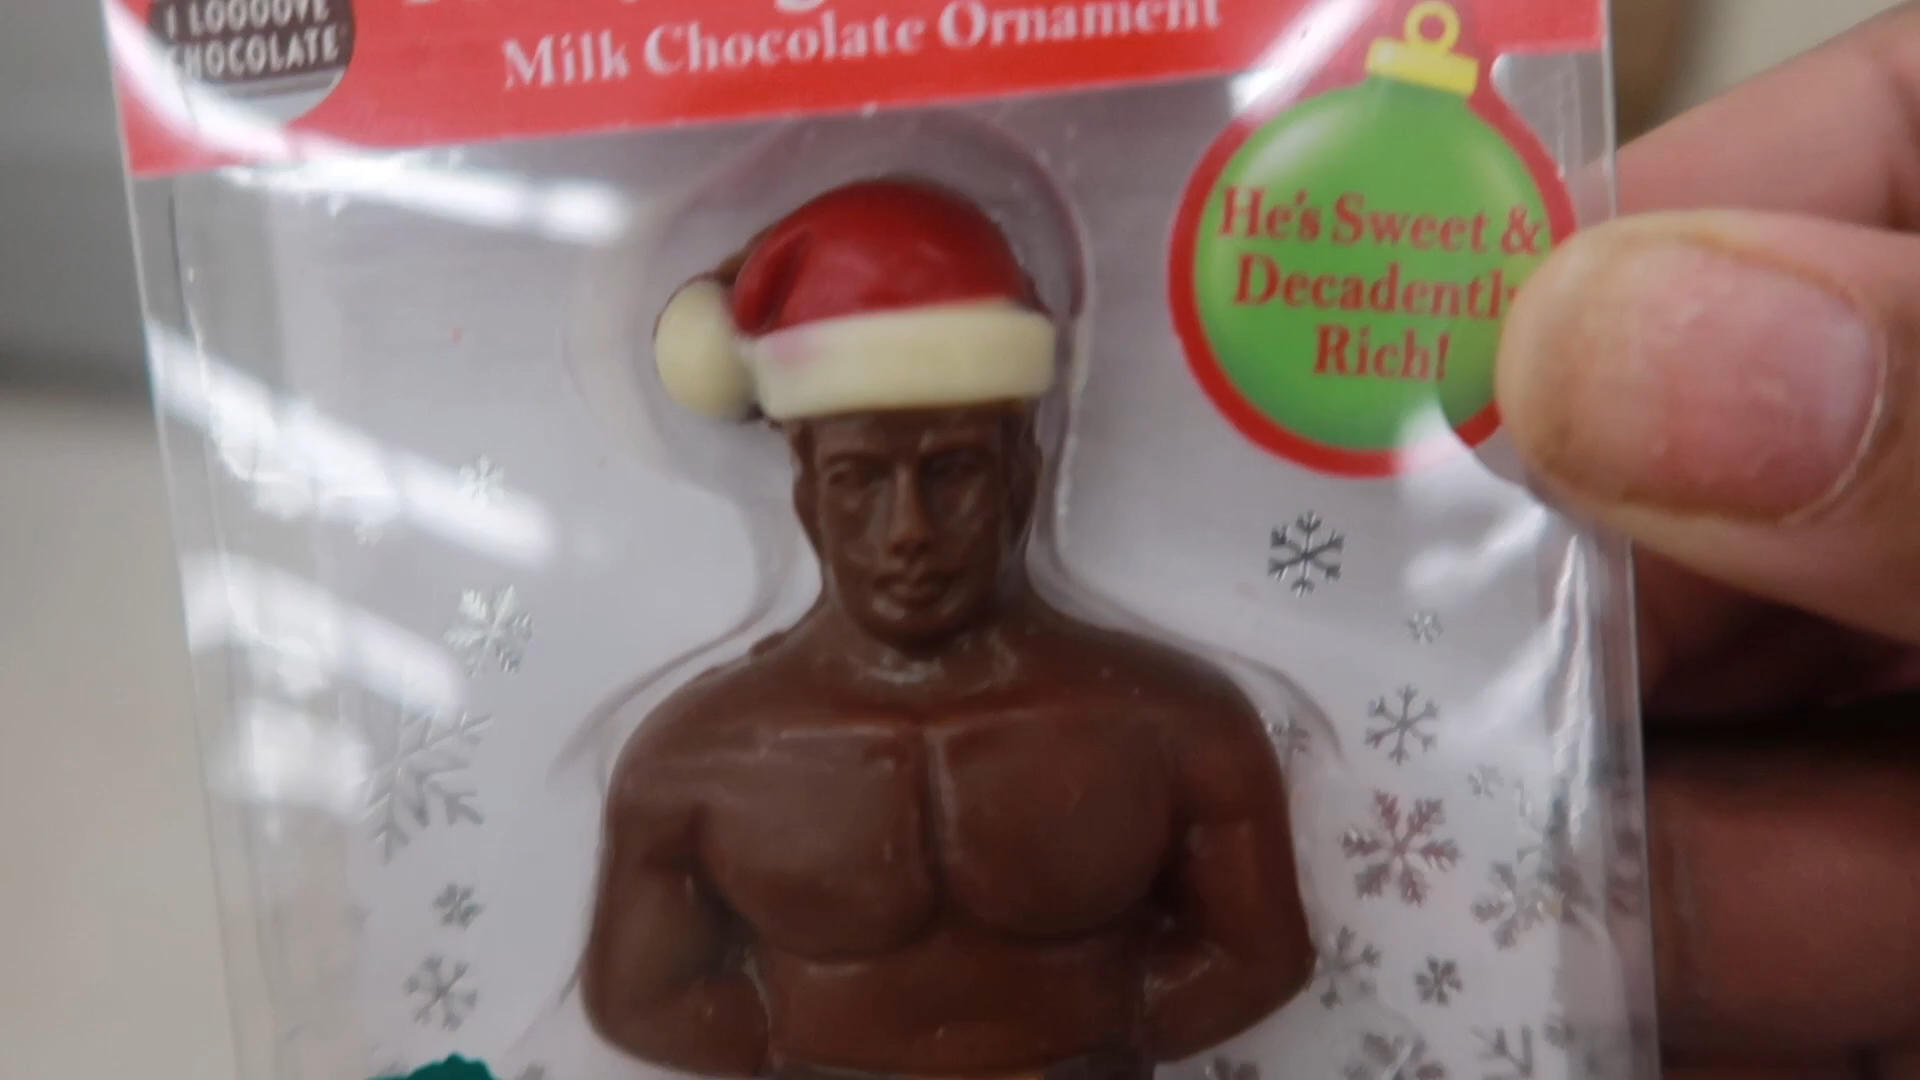 I LOOOOVE
CHOCOLATE
Milk Chocolate Ornament
He's Sweet &
Decadently
Rich!